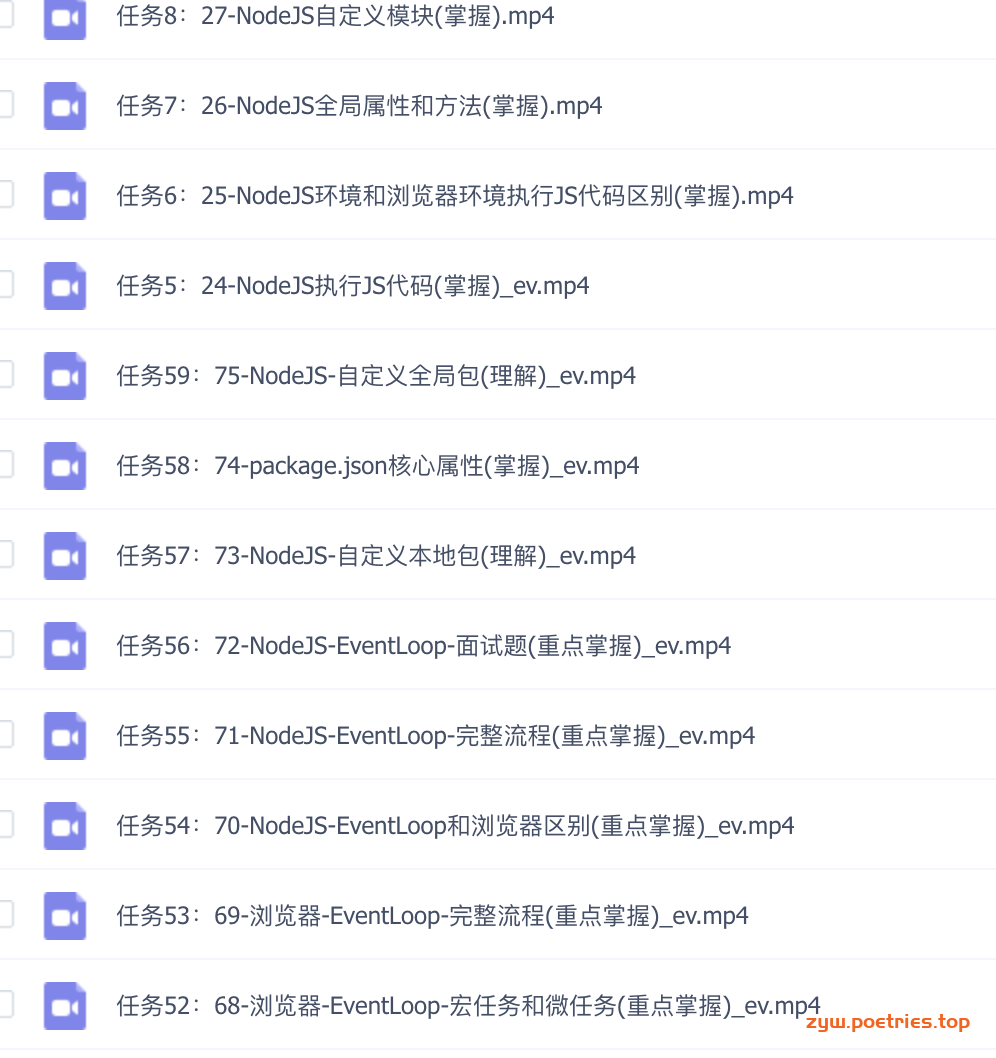 任务8：27-NodeJS自定义模块(掌握).mp4
任务7：26-NodeJS全局属性和方法(掌握).mp4
任务6：25-NodeJS环境和浏览器环境执行JS代码区别(掌握).mp4
任务5：24-NodeJS执行JS代码(掌握)_ev.mp4
任务59：75-NodeJS-自定义全局包(理解)_ev.mp4
任务58：74-package.json核心属性(掌握)_ev.mp4
任务57：73-NodeJS-自定义本地包(理解)_ev.mp4
任务56：72-NodeJS-EventLoop-面试题(重点掌握)_ev.mp4
任务55：71-NodeJS-EventLoop-完整流程(重点掌握)_ev.mp4
任务54：70-NodeJS-EventLoop和浏览器区别(重点掌握)_ev.mp4
任务53：69-浏览器-EventLoop-完整流程(重点掌握)_ev.mp4
任务52：68-浏览器-EventLoop-宏任务和微任务(重点掌握)_ev.mp4
zyw.poetries.top